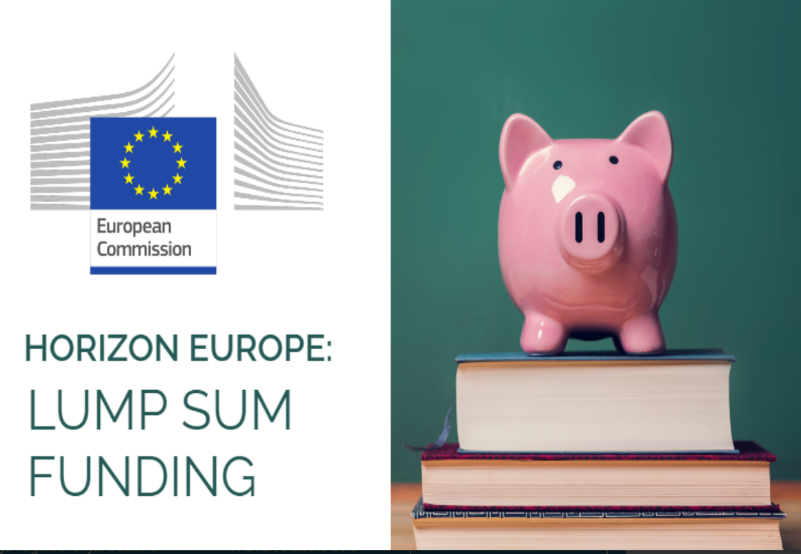 European
Commission
HORIZON EUROPE:
LUMP SUM
FUNDING